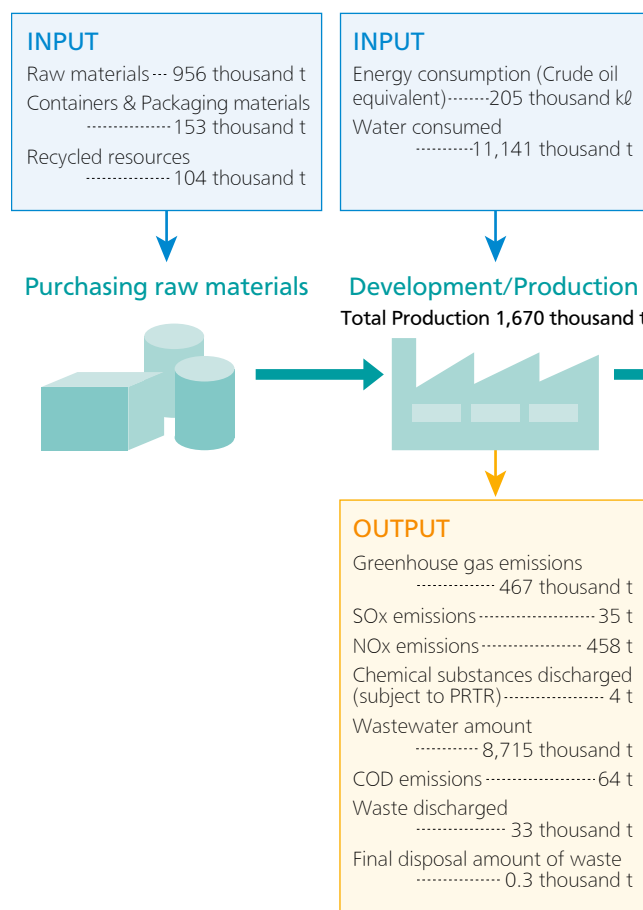 INPUT
Raw materials --- 956 thousand t
Containers & Packaging materials
--------------- 153 thousand t
Recycled resources
--------------- 104 thousand t
INPUT
Energy consumption (Crude oil
equivalent) ------- 205 thousand kℓ
Water consumed
----------- 11,141 thousand t
Purchasing raw materials
Development/Production
Total Production 1,670 thousand t
OUTPUT
Greenhouse gas emissions
-------------- 467 thousand t
SOx emissions -------------------- 35 t
NOx emissions ----------------- 458 t
Chemical substances discharged
(subject to PRTR) ----------------- 4 t
Wastewater amount
----------- 8,715 thousand t
COD emissions ------------------- 64 t
Waste discharged
---------------- 33 thousand t
Final disposal amount of waste
--------------- 0.3 thousand t